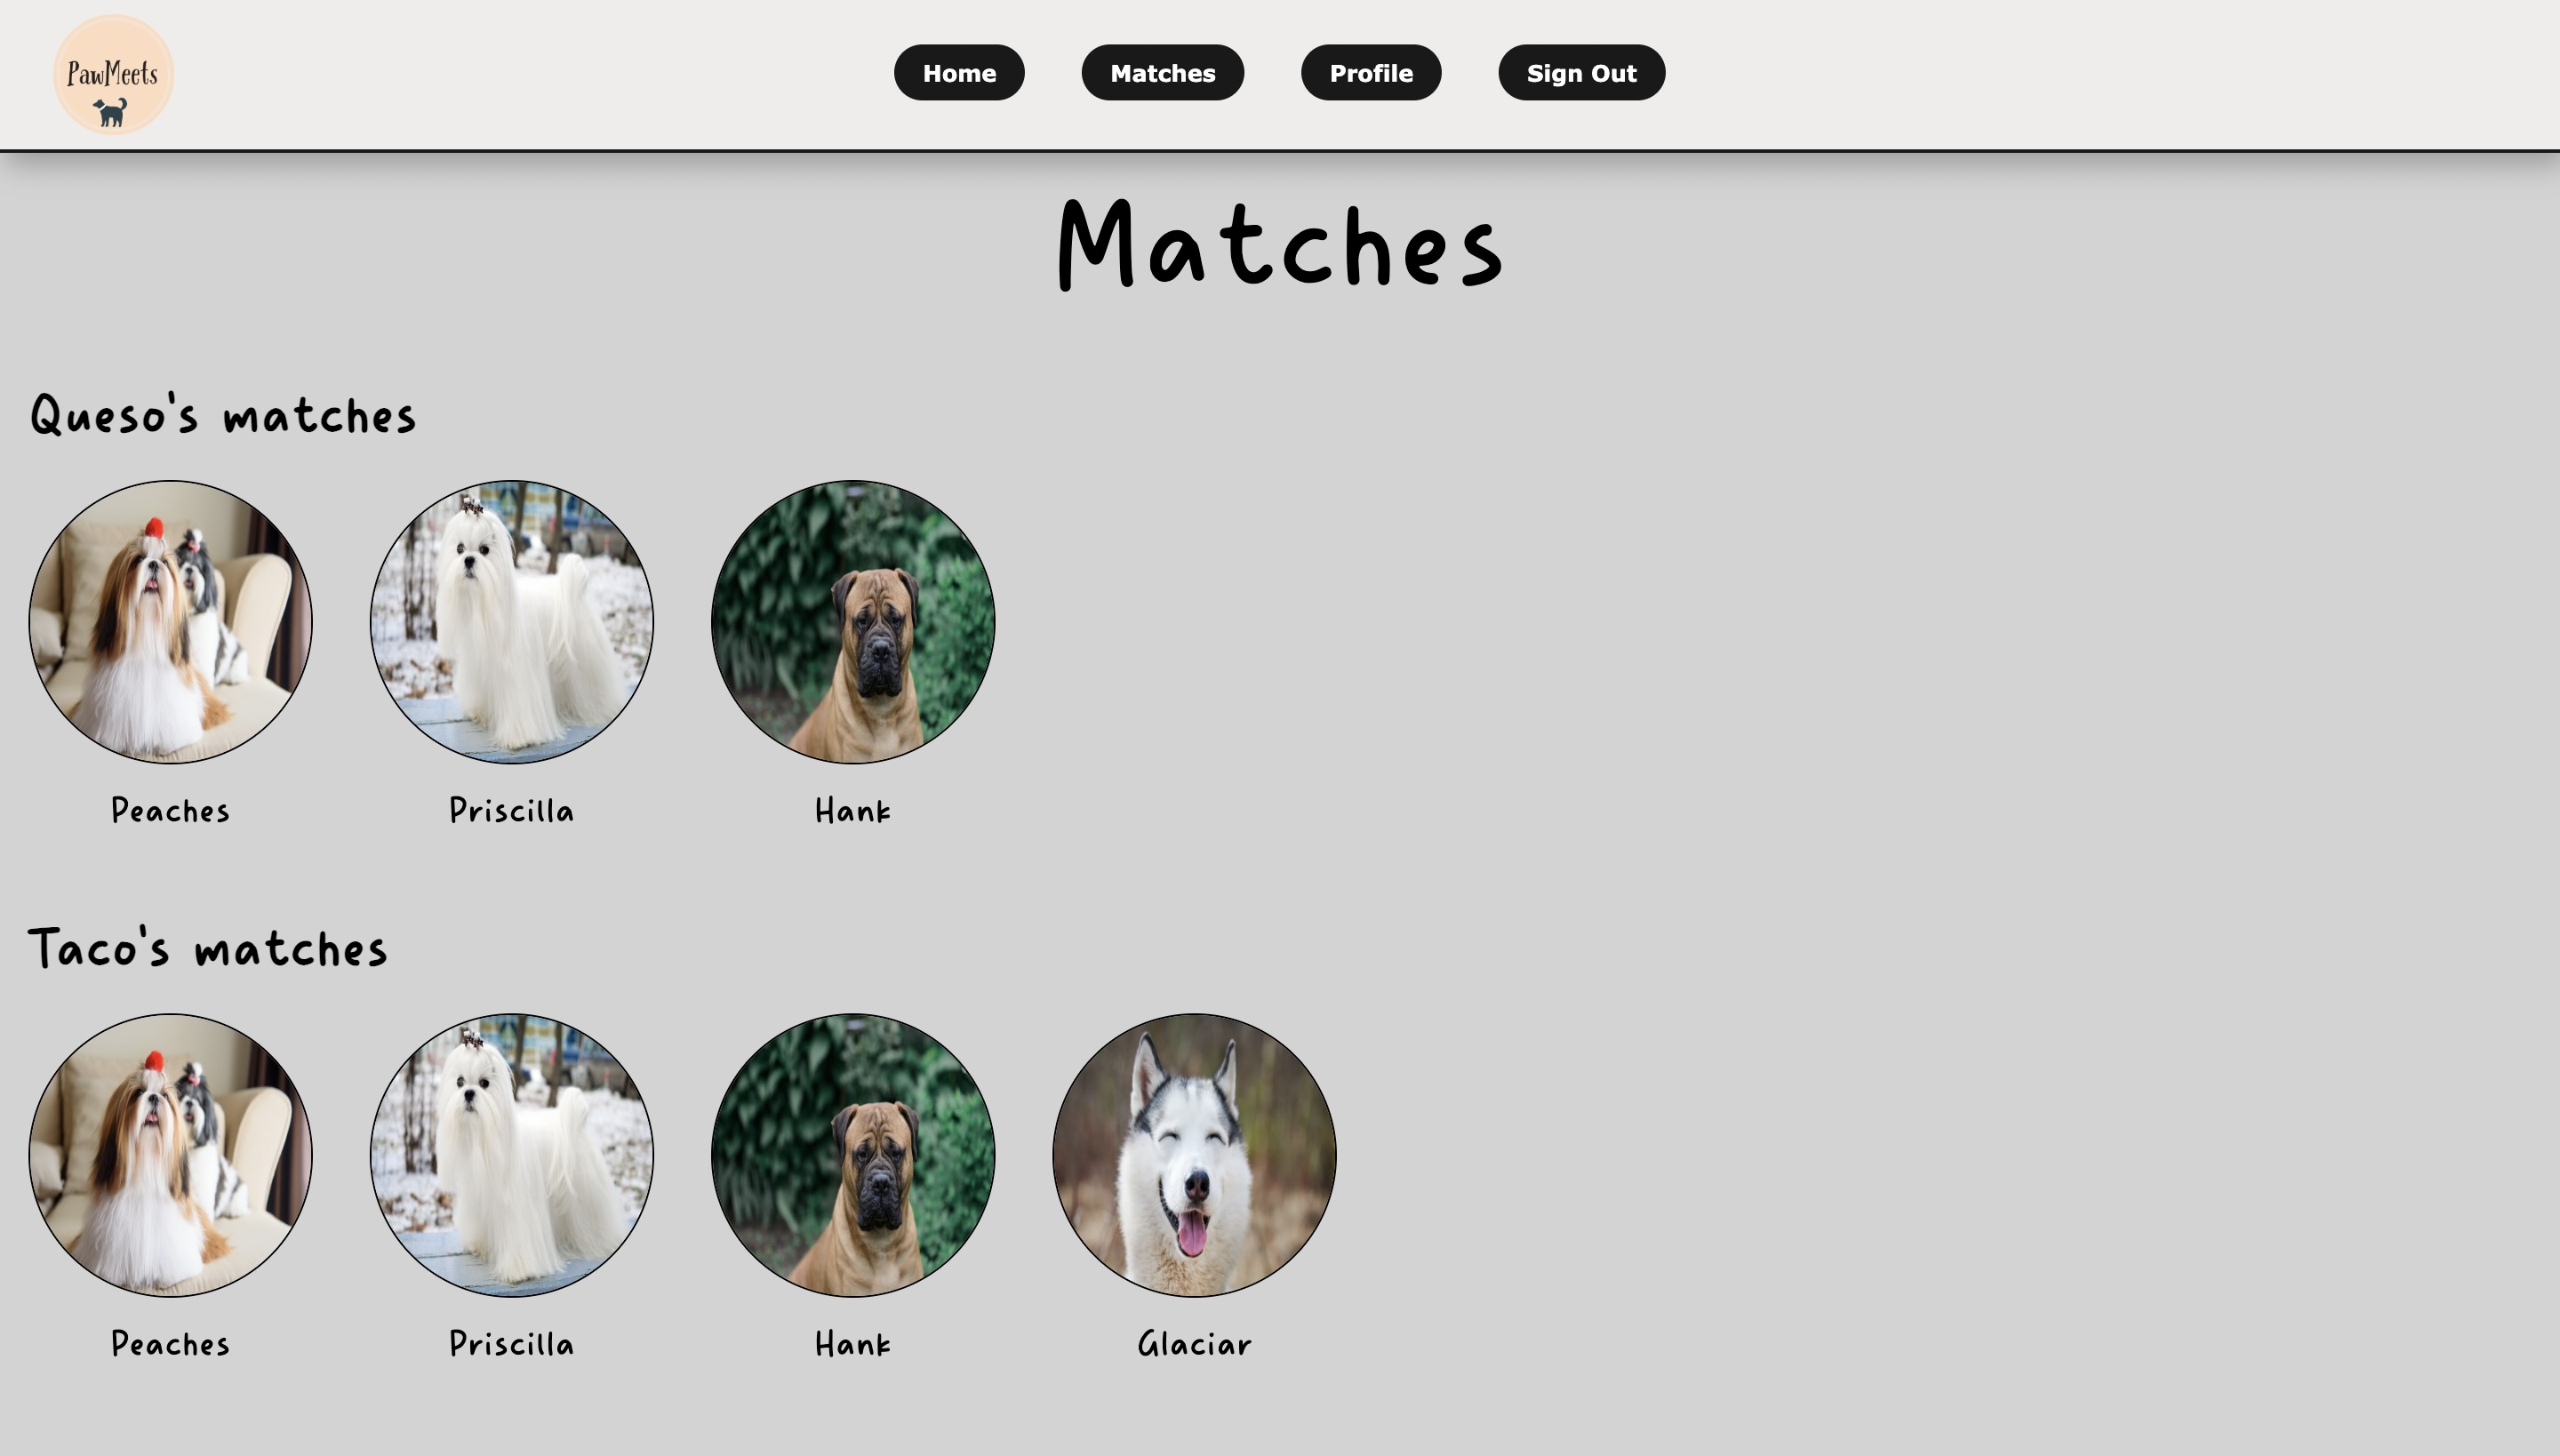 PawMeets
Home Matches Profile Sign Out
Matches
Queso's matches
Peaches Priscilla Hank
Taco's matches
Peaches Priscilla Hank Glaciar